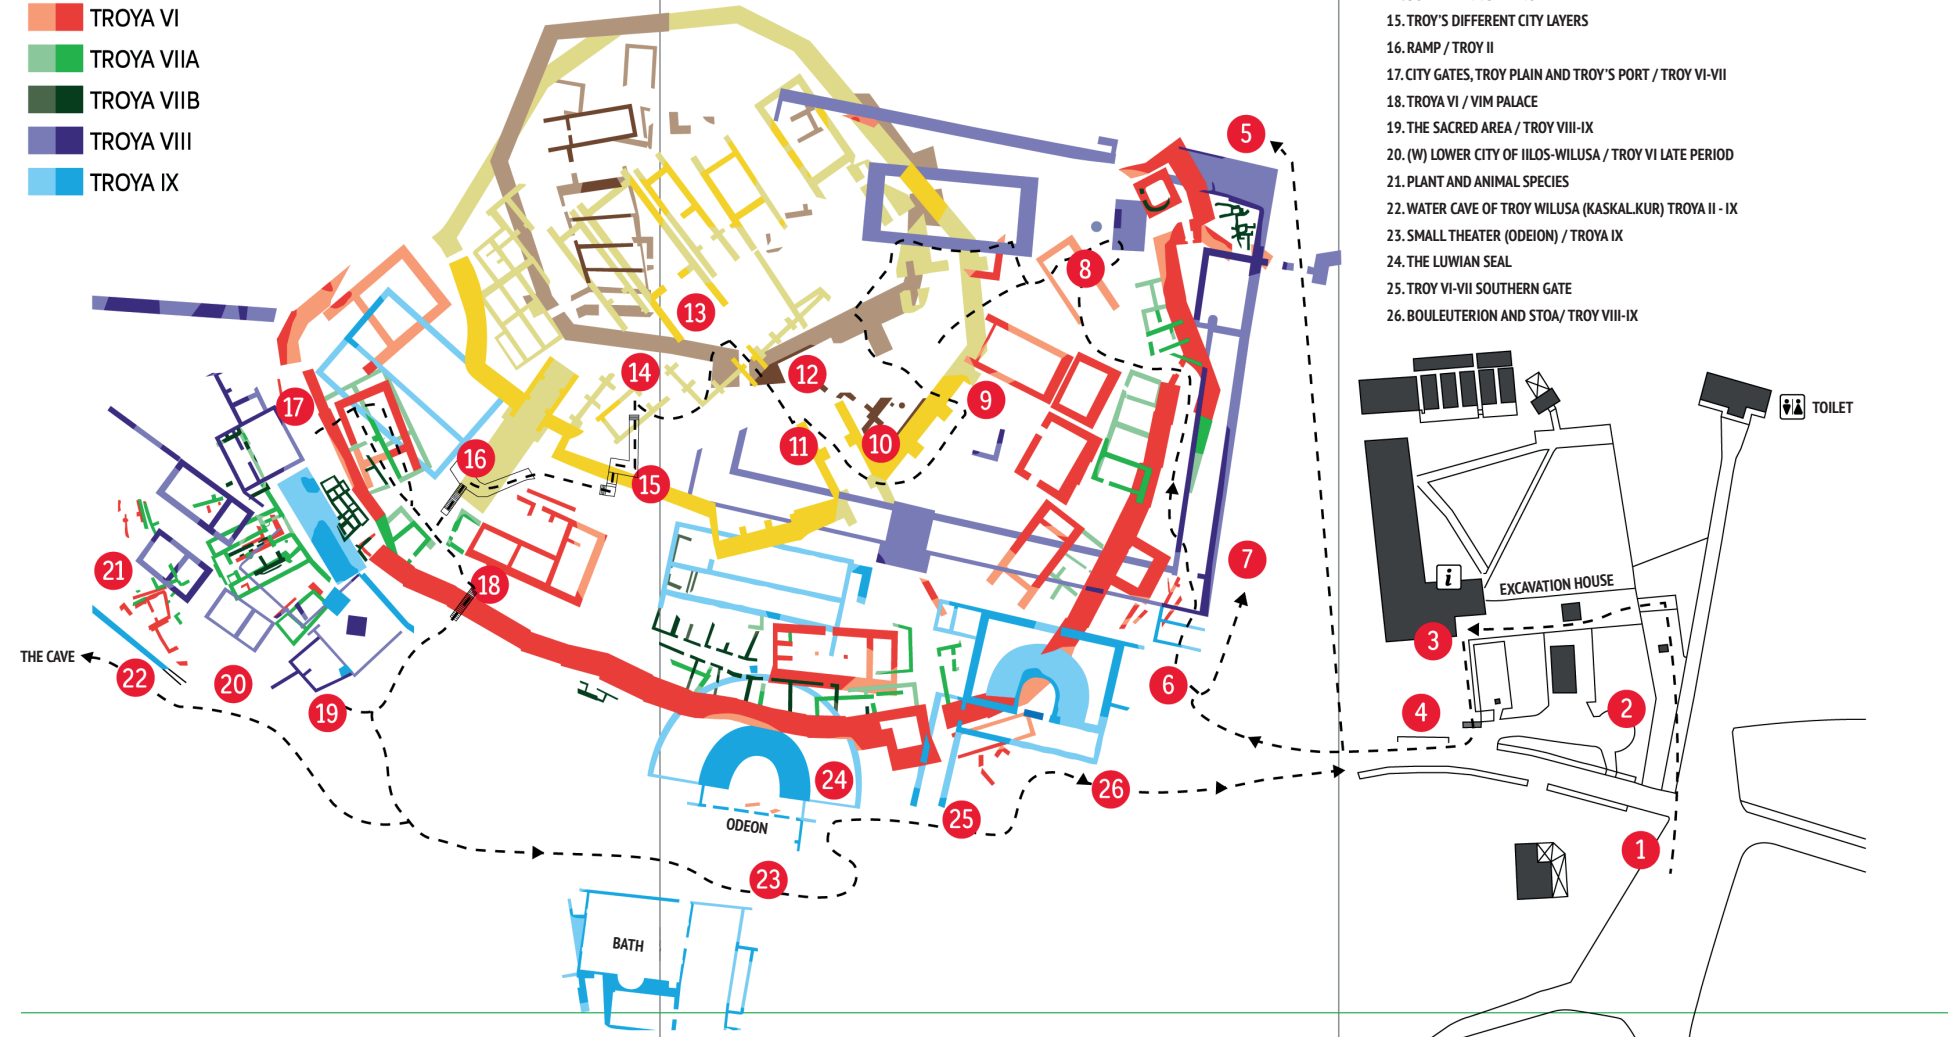 TROYA VI
TROYA VIIA
TROYA VIIB
TROYA VIII
TROYA IX
15. TROY'S DIFFERENT CITY LAYERS
16. RAMP / TROY II
17. CITY GATES, TROY PLAIN AND TROY'S PORT / TROY VI-VII
18. TROYA VI / VIM PALACE
19. THE SACRED AREA / TROY VIII-IX
20. (W) LOWER CITY OF IILOS-WILUSA / TROY VI LATE PERIOD
21. PLANT AND ANIMAL SPECIES
22. WATER CAVE OF TROY WILUSA (KASKAL.KUR) TROYA II - IX
23. SMALL THEATER (ODEION) / TROYA IX
24. THE LUWIAN SEAL
25. TROY VI-VII SOUTHERN GATE
26. BOULEUTERION AND STOA/ TROY VIII-IX
5
8
13
12
14
9
17
10
11
16
15
TOILET
7
21
18
i
EXCAVATION HOUSE
3
THE CAVE
22
20
19
6
4
2
24
26
25
ODEON
1
23
BATH